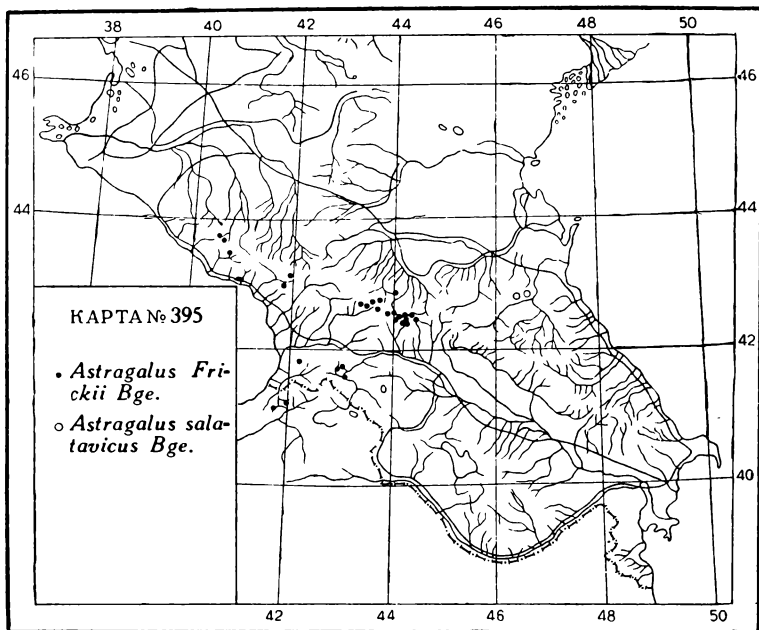 38 40 42 44 46 48 50
46 46
44 44
42
40
КАРТА № 395
• Astragalus Fri-
ckii Bge.
○ Astragalus sala-
tavicus Bge.
42
40
42 44 46 48 50